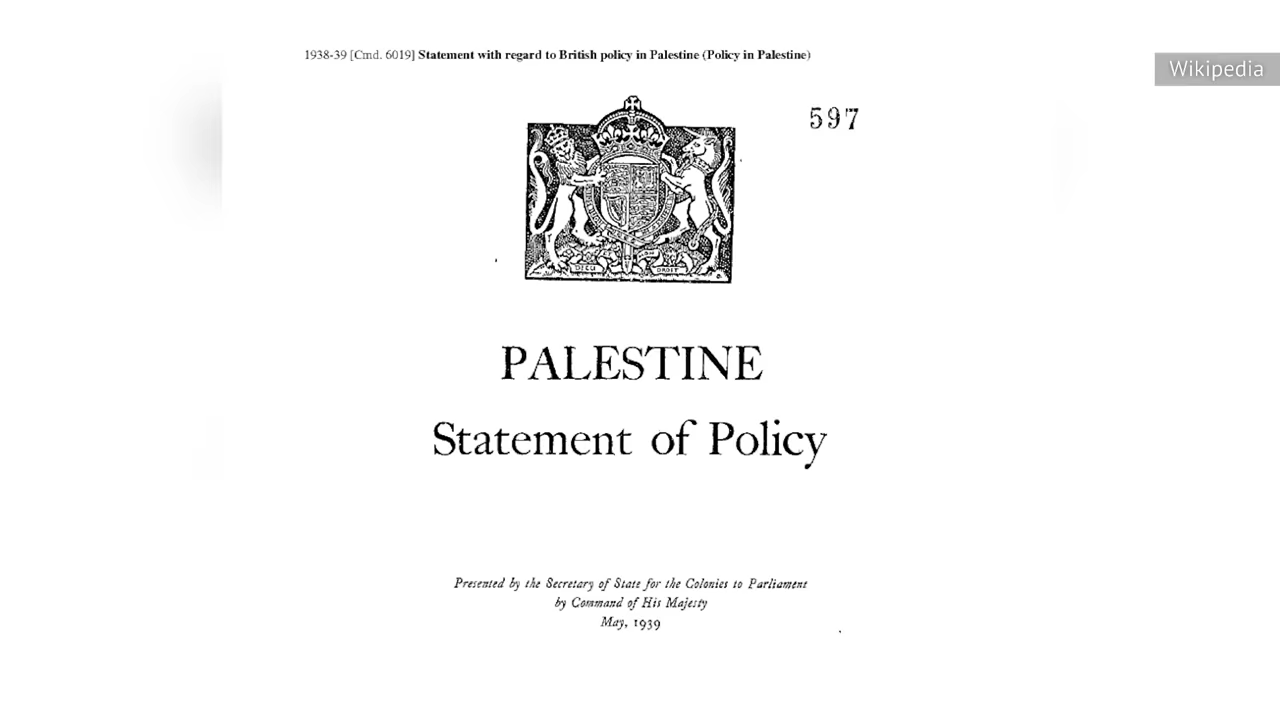 1938-39 [Cmd. 6019] Statement with regard to British policy in Palestine (Policy in Palestine)
Wikipedia
597
DIEU
DROIT
PALESTINE
Statement of Policy
Presented by the Secretary of State for the Colonies to Parliament
by Command of His Majesty
May, 1939